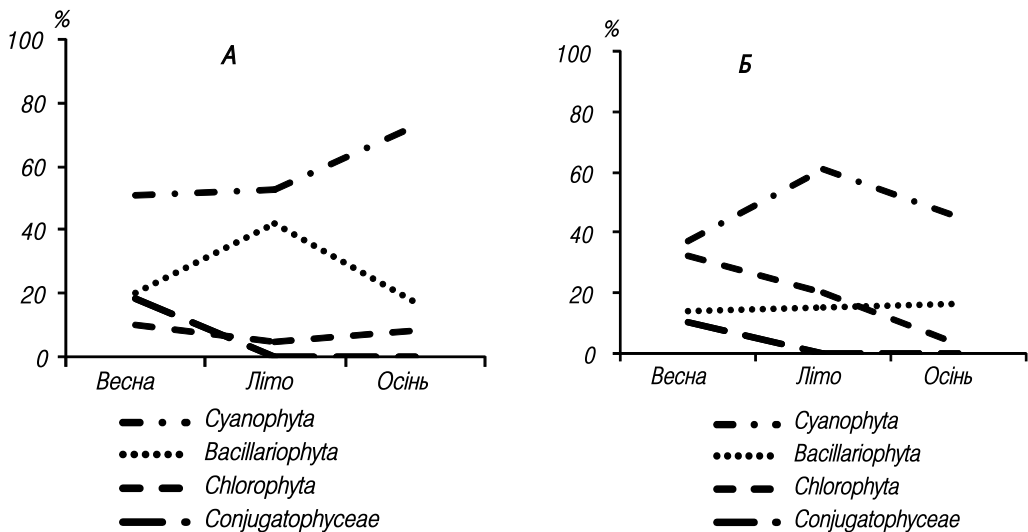 %
А
100
80
60
40
20
0
Весна Літо Осінь
Cyanophyta
Bacillariophyta
Chlorophyta
Conjugatophyceae
%
Б
100
80
60
40
20
0
Весна Літо Осінь
Cyanophyta
Bacillariophyta
Chlorophyta
Conjugatophyceae